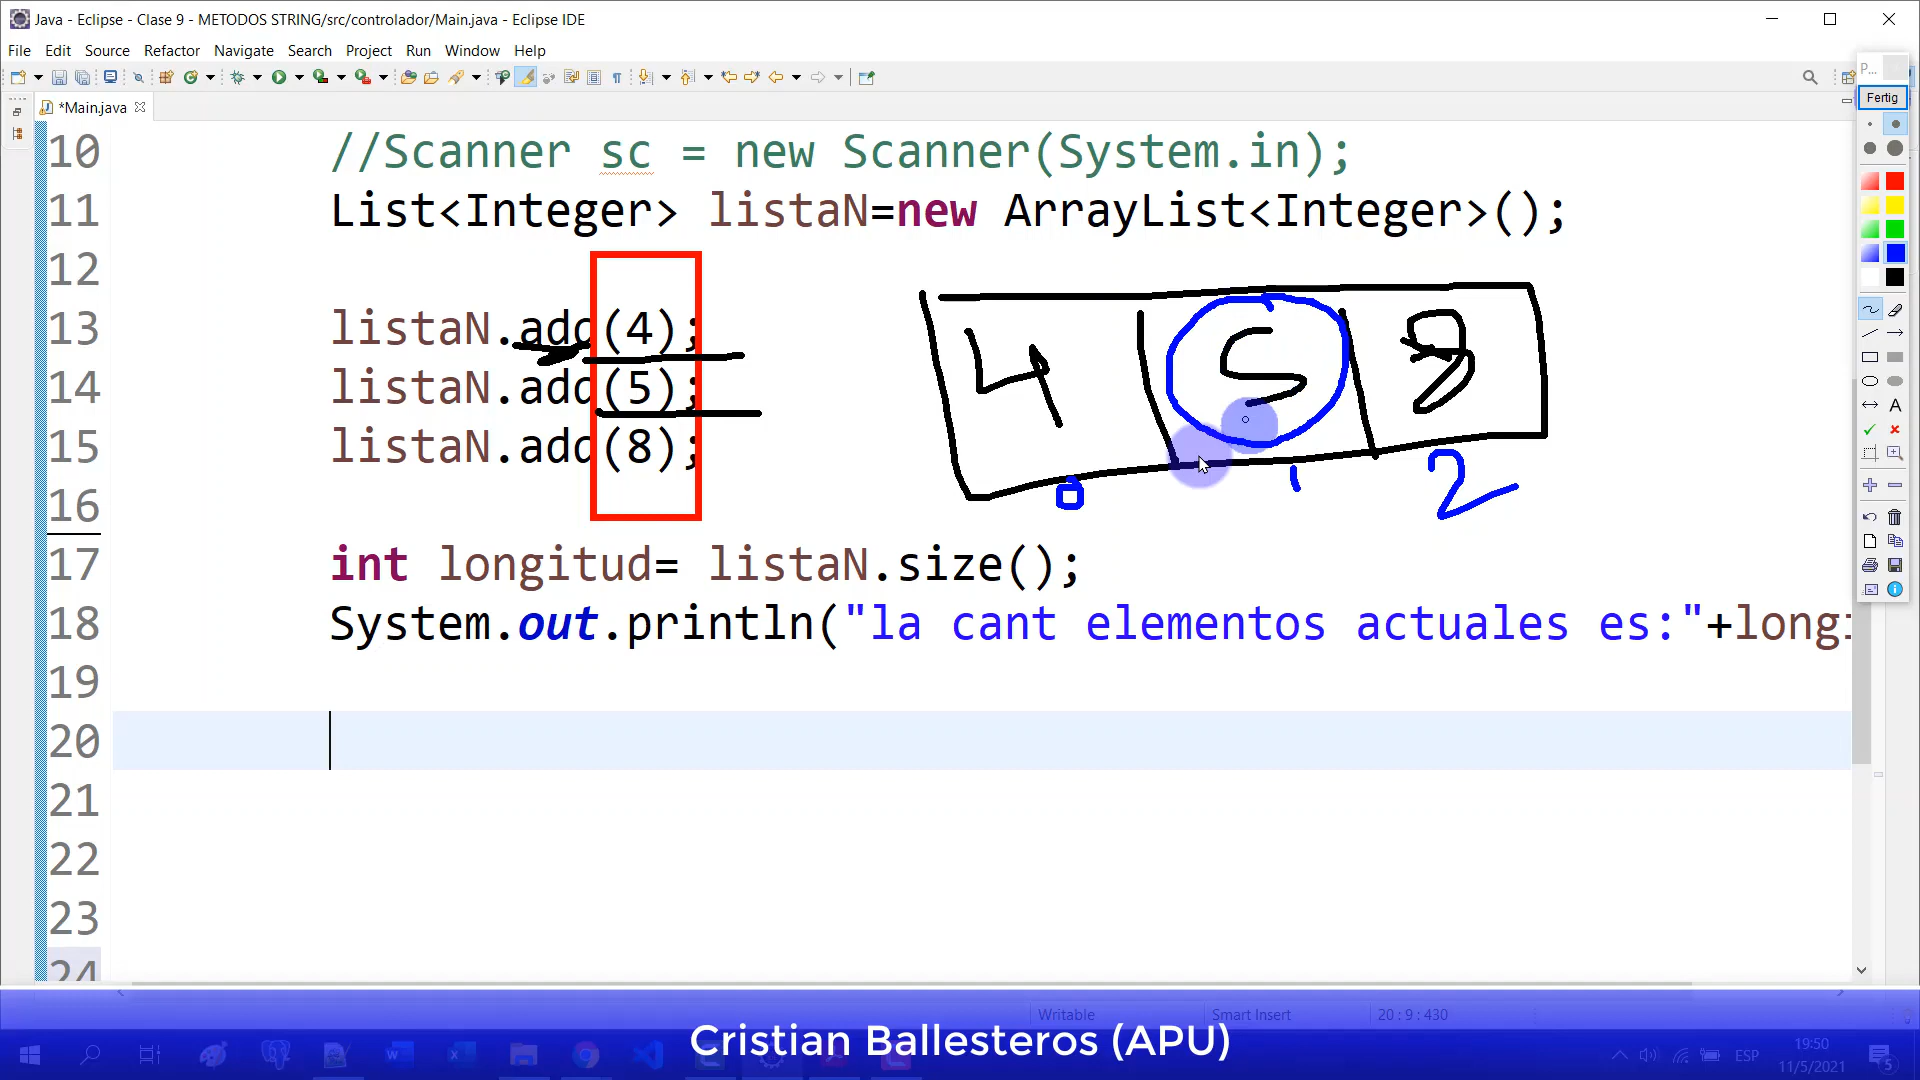 Java - Eclipse - Clase 9 - METODOS STRING/src/controlador/Main.java - Eclipse IDE
File Edit Source Refactor Navigate Search Project Run Window Help
P...
Fertig
*Main.java
10 //Scanner sc = new Scanner(System.in);
11 List<Integer> listaN=new ArrayList<Integer>();
12
13 listaN.add(4);
14 listaN.add(5);
15 listaN.add(8);
16
4 5 8
0 1 2
17 int longitud= listaN.size();
18 System.out.println("la cant elementos actuales es:"+longi
19
20
21
22
23
24
Writable Smart Insert 20 : 9 : 430
Cristian Ballesteros (APU)
ESP
19:50
11/5/2021
5